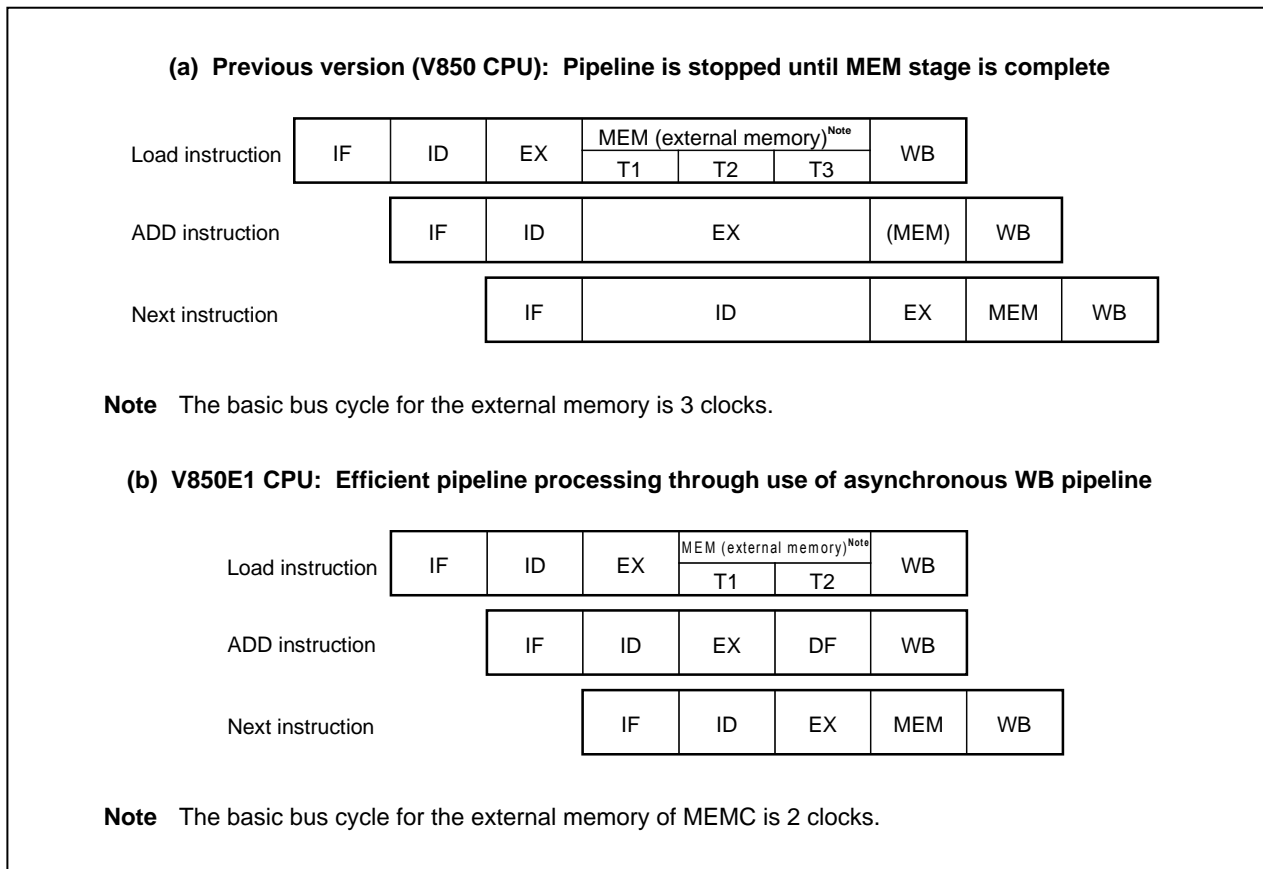 (a) Previous version (V850 CPU): Pipeline is stopped until MEM stage is complete
Load instruction IF ID EX MEM (external memory)Note WB
T1 T2 T3
ADD instruction IF ID EX (MEM) WB
Next instruction IF ID EX MEM WB
Note The basic bus cycle for the external memory is 3 clocks.
(b) V850E1 CPU: Efficient pipeline processing through use of asynchronous WB pipeline
Load instruction IF ID EX MEM (external memory)Note WB
T1 T2
ADD instruction IF ID EX DF WB
Next instruction IF ID EX MEM WB
Note The basic bus cycle for the external memory of MEMC is 2 clocks.